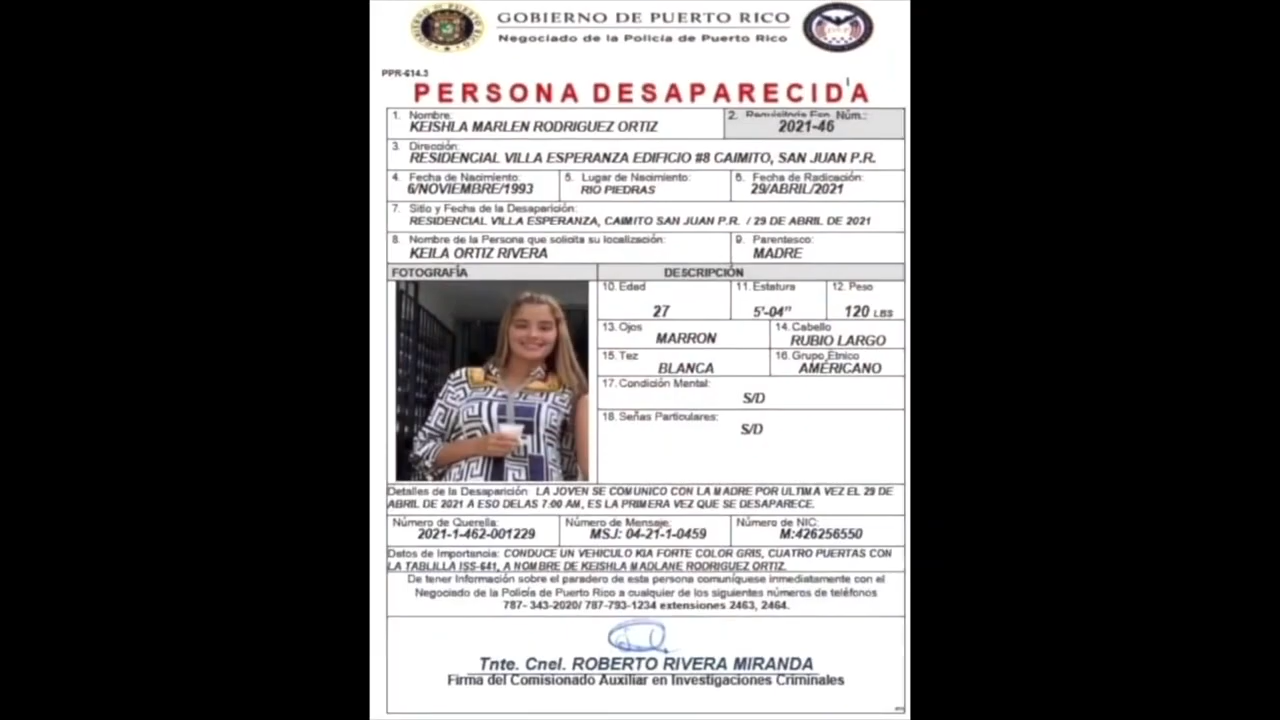 GOBIERNO DE PUERTO RICO
Negociado de la Policía de Puerto Rico
PPR-614.3
PERSONA DESAPARECIDA
1. Nombre:
KEISHLA MARLEN RODRIGUEZ ORTIZ
2. Requisitoria Esp. Núm.:
2021-46
3. Dirección:
RESIDENCIAL VILLA ESPERANZA EDIFICIO #8 CAIMITO, SAN JUAN P.R.
4. Fecha de Nacimiento:
6/NOVIEMBRE/1993
5. Lugar de Nacimiento:
RIO PIEDRAS
6. Fecha de Radicación:
29/ABRIL/2021
7. Sitio y Fecha de la Desaparición:
RESIDENCIAL VILLA ESPERANZA, CAIMITO SAN JUAN P.R. / 29 DE ABRIL DE 2021
8. Nombre de la Persona que solicita su localización:
KEILA ORTIZ RIVERA
9. Parentesco:
MADRE
FOTOGRAFÍA
DESCRIPCIÓN
10. Edad
27
11. Estatura
5'-04"
12. Peso
120 LBS
13. Ojos
MARRON
14. Cabello
RUBIO LARGO
15. Tez
BLANCA
16. Grupo Étnico
AMÉRICANO
17. Condición Mental:
S/D
18. Señas Particulares:
S/D
Detalles de la Desaparición: LA JOVEN SE COMUNICO CON LA MADRE POR ULTIMA VEZ EL 29 DE
ABRIL DE 2021 A ESO DELAS 7:00 AM, ES LA PRIMERA VEZ QUE SE DESAPARECE.
Número de Querella:
2021-1-462-001229
Número de Mensaje:
MSJ: 04-21-1-0459
Número de NIC:
M:426256550
Datos de Importancia: CONDUCE UN VEHICULO KIA FORTE COLOR GRIS, CUATRO PUERTAS CON
LA TABLILLA ISS-641, A NOMBRE DE KEISHLA MADLANE RODRIGUEZ ORTIZ.
De tener Información sobre el paradero de esta persona comuníquese inmediatamente con el
Negociado de la Policía de Puerto Rico a cualquier de los siguientes números de teléfonos
787- 343-2020/ 787-793-1234 extensiones 2463, 2464.
Tnte. Cnel. ROBERTO RIVERA MIRANDA
Firma del Comisionado Auxiliar en Investigaciones Criminales